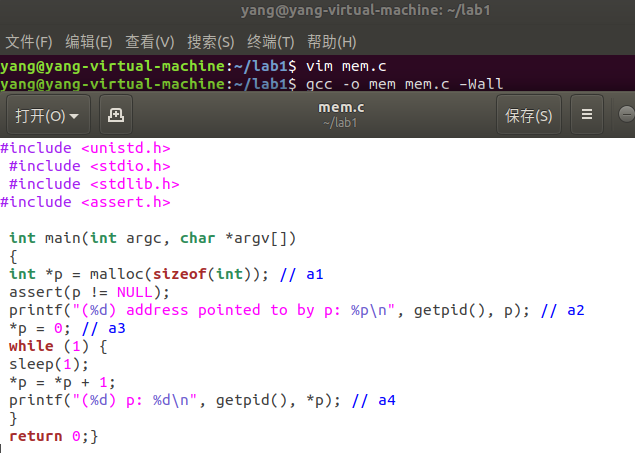 yang@yang-virtual-machine: ~/lab1
文件(F) 编辑(E) 查看(V) 搜索(S) 终端(T) 帮助(H)
yang@yang-virtual-machine:~/lab1$ vim mem.c
yang@yang-virtual-machine:~/lab1$ gcc -o mem mem.c -Wall
打开(O) mem.c 保存(S)
~/lab1
#include <unistd.h>
#include <stdio.h>
#include <stdlib.h>
#include <assert.h>
int main(int argc, char *argv[])
{
int *p = malloc(sizeof(int)); // a1
assert(p != NULL);
printf("(%d) address pointed to by p: %p\n", getpid(), p); // a2
*p = 0; // a3
while (1) {
sleep(1);
*p = *p + 1;
printf("(%d) p: %d\n", getpid(), *p); // a4
}
return 0;}